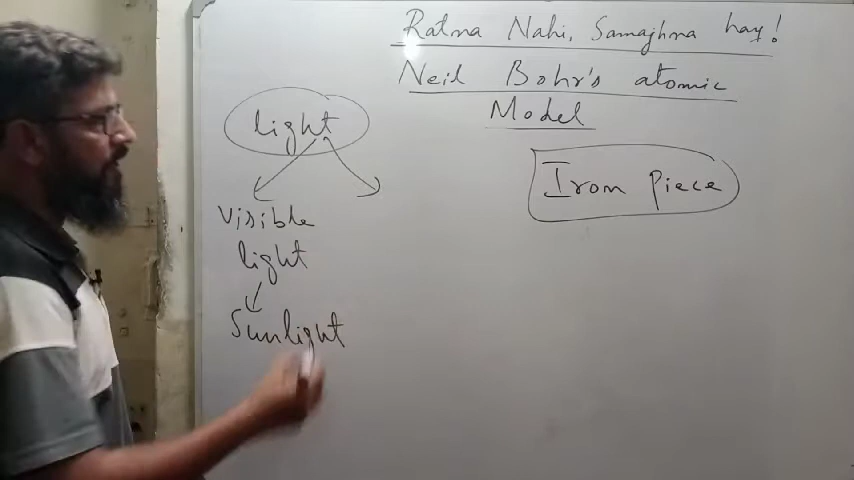 Ratna Nahi, Samajhna hay!
Neil Bohr's atomic
Model
light
Iron piece
Visible
light
Sunlight